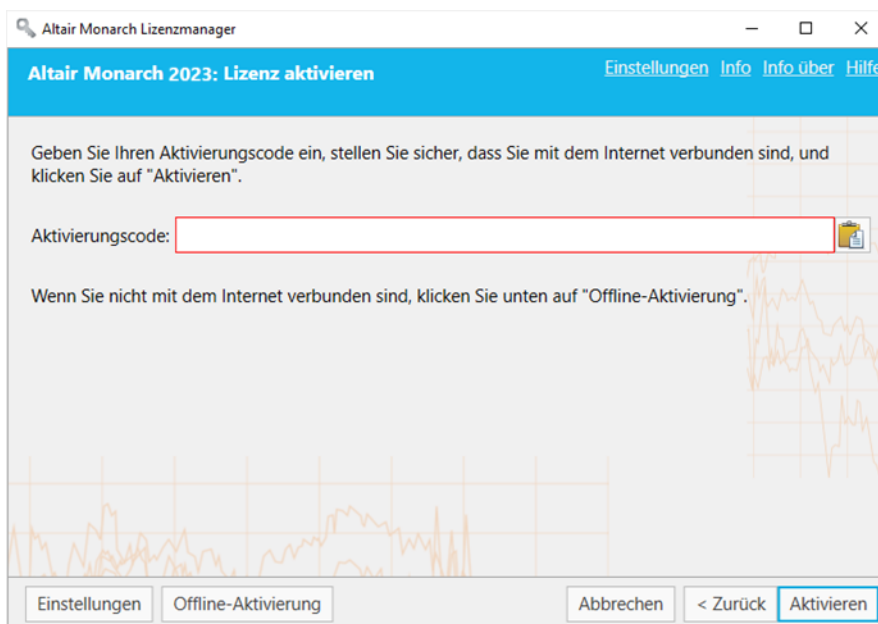 Altair Monarch Lizenzmanager
Altair Monarch 2023: Lizenz aktivieren
Einstellungen Info Info über Hilfe
Geben Sie Ihren Aktivierungscode ein, stellen Sie sicher, dass Sie mit dem Internet verbunden sind, und
klicken Sie auf "Aktivieren".
Aktivierungscode:
Wenn Sie nicht mit dem Internet verbunden sind, klicken Sie unten auf "Offline-Aktivierung".
Einstellungen Offline-Aktivierung Abbrechen < Zurück Aktivieren